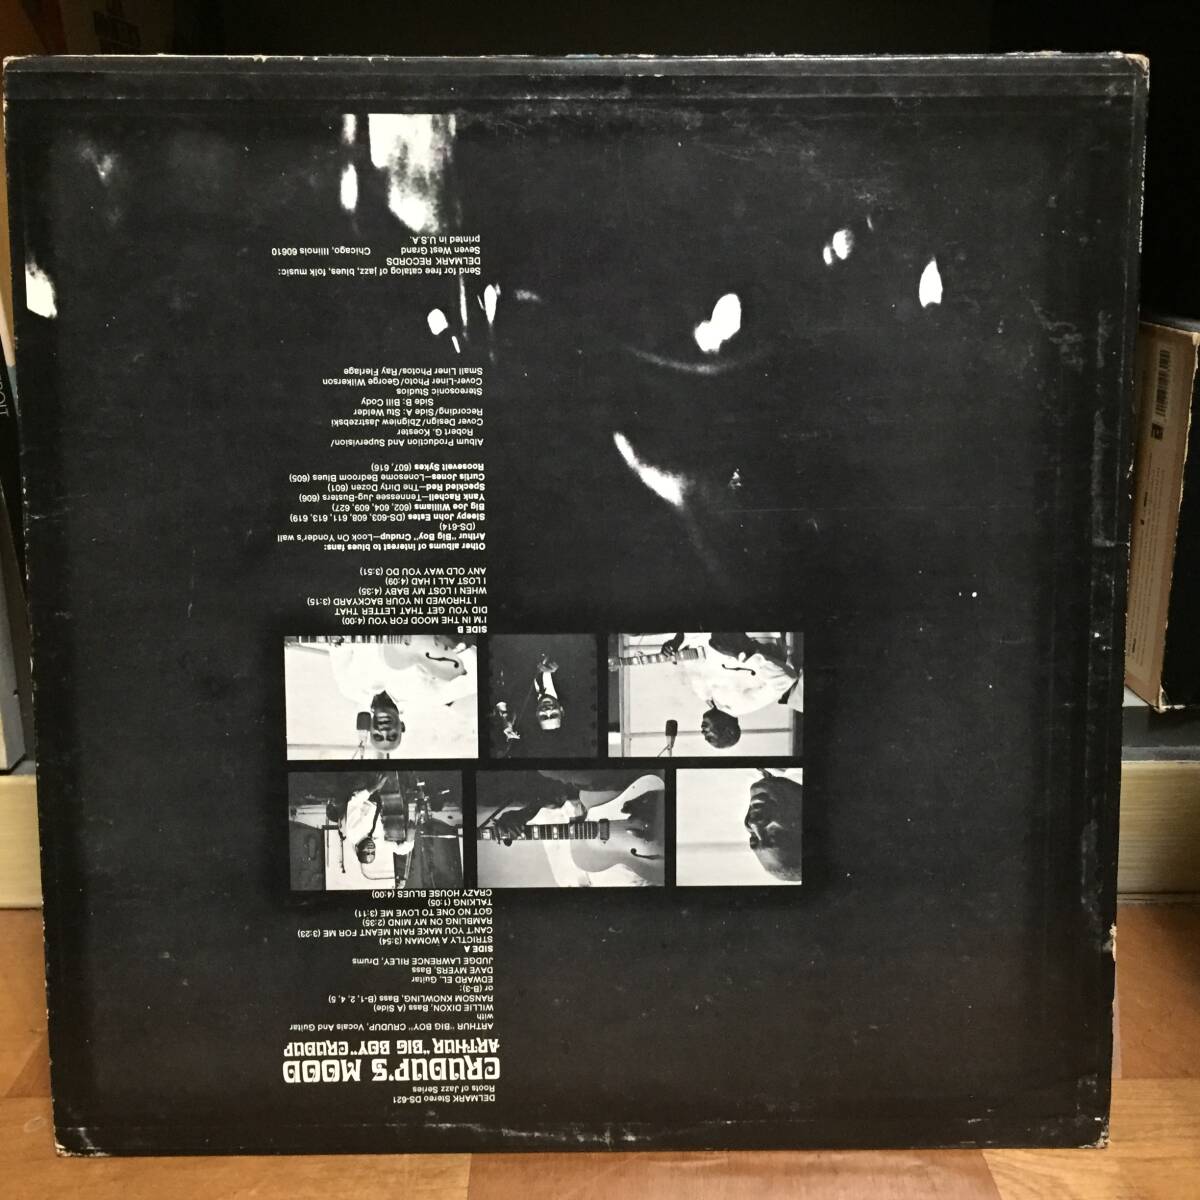 DELMARK Stereo DS-621
Roots of Jazz Series
CRUDUP'S MOOD
ARTHUR "BIG BOY" CRUDUP
ARTHUR "BIG BOY" CRUDUP, Vocals And Guitar
with
WILLIE DIXON, Bass (A Side)
RANSOM KNOWLING, Bass (B-1, 2, 4, 5)
or (B-3):
EDWARD EL, Guitar
DAVE MYERS, Bass
JUDGE LAWRENCE RILEY, Drums
SIDE A
STRICTLY A WOMAN (3:54)
CAN'T YOU MAKE RAIN MEANT FOR ME (3:23)
RAMBLING ON MY MIND (2:35)
GOT NO ONE TO LOVE ME (3:11)
TALKING (1:05)
CRAZY HOUSE BLUES (4:00)
SIDE B
I'M IN THE MOOD FOR YOU (4:00)
DID YOU GET THAT LETTER THAT
I THROWED IN YOUR BACKYARD (3:15)
WHEN I LOST MY BABY (4:35)
I LOST ALL I HAD (4:09)
ANY OLD WAY YOU DO (3:51)
Other albums of interest to blues fans:
Arthur "Big Boy" Crudup—Look On Yonder's wall
(DS-614)
Sleepy John Estes (DS-603, 608, 611, 613, 619)
Big Joe Williams (602, 604, 609, 627)
Yank Rachell—Tennessee Jug-Busters (606)
Speckled Red—The Dirty Dozen (601)
Curtis Jones—Lonesome Bedroom Blues (605)
Roosevelt Sykes (607, 616)
Album Production And Supervision/
Robert G. Koester
Cover Design/Zbigniew Jastrzebski
Recording/Side A: Stu Welder
Side B: Bill Cody
Stereosonic Studios
Cover-Liner Photo/George Wilkerson
Small Liner Photos/Ray Flerlage
Send for free catalog of jazz, blues, folk music:
DELMARK RECORDS
Seven West Grand Chicago, Illinois 60610
printed in U.S.A.